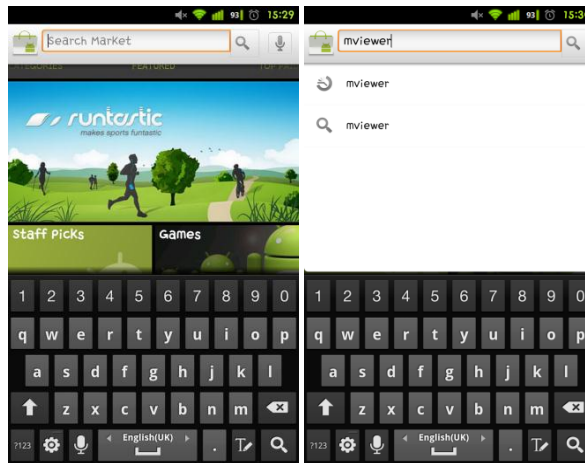 93 15:29
Search Market
CATEGORIES FEATURED TOP
runtastic
makes sports funtastic
Staff Picks Games
1 2 3 4 5 6 7 8 9 0
q w e r t y u i o p
a s d f g h j k l
z x c v b n m
?123 English(UK) .
93 15:3
mviewer
mviewer
mviewer
1 2 3 4 5 6 7 8 9 0
q w e r t y u i o p
a s d f g h j k l
z x c v b n m
?123 English(UK) .